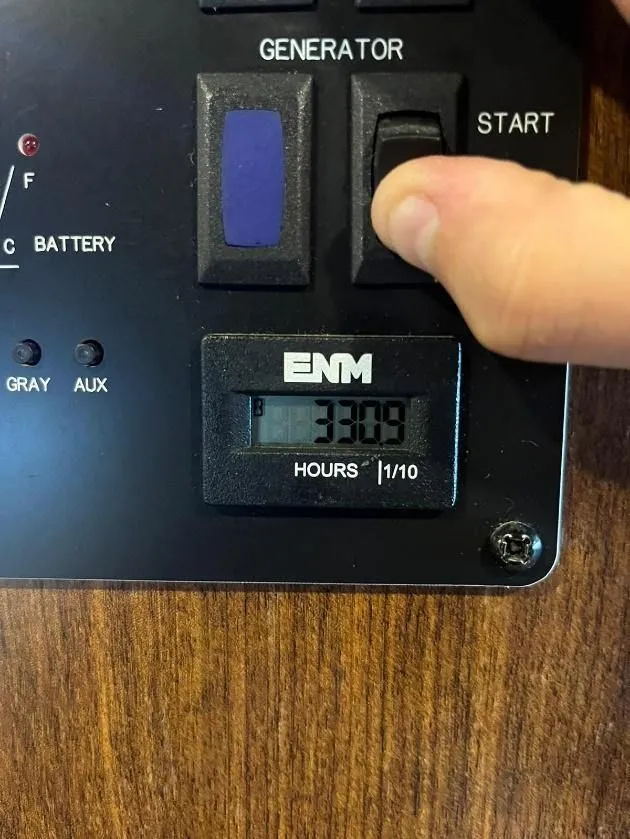 GENERATOR
START
F
C BATTERY
GRAY AUX
ENM
3309
HOURS 1/10